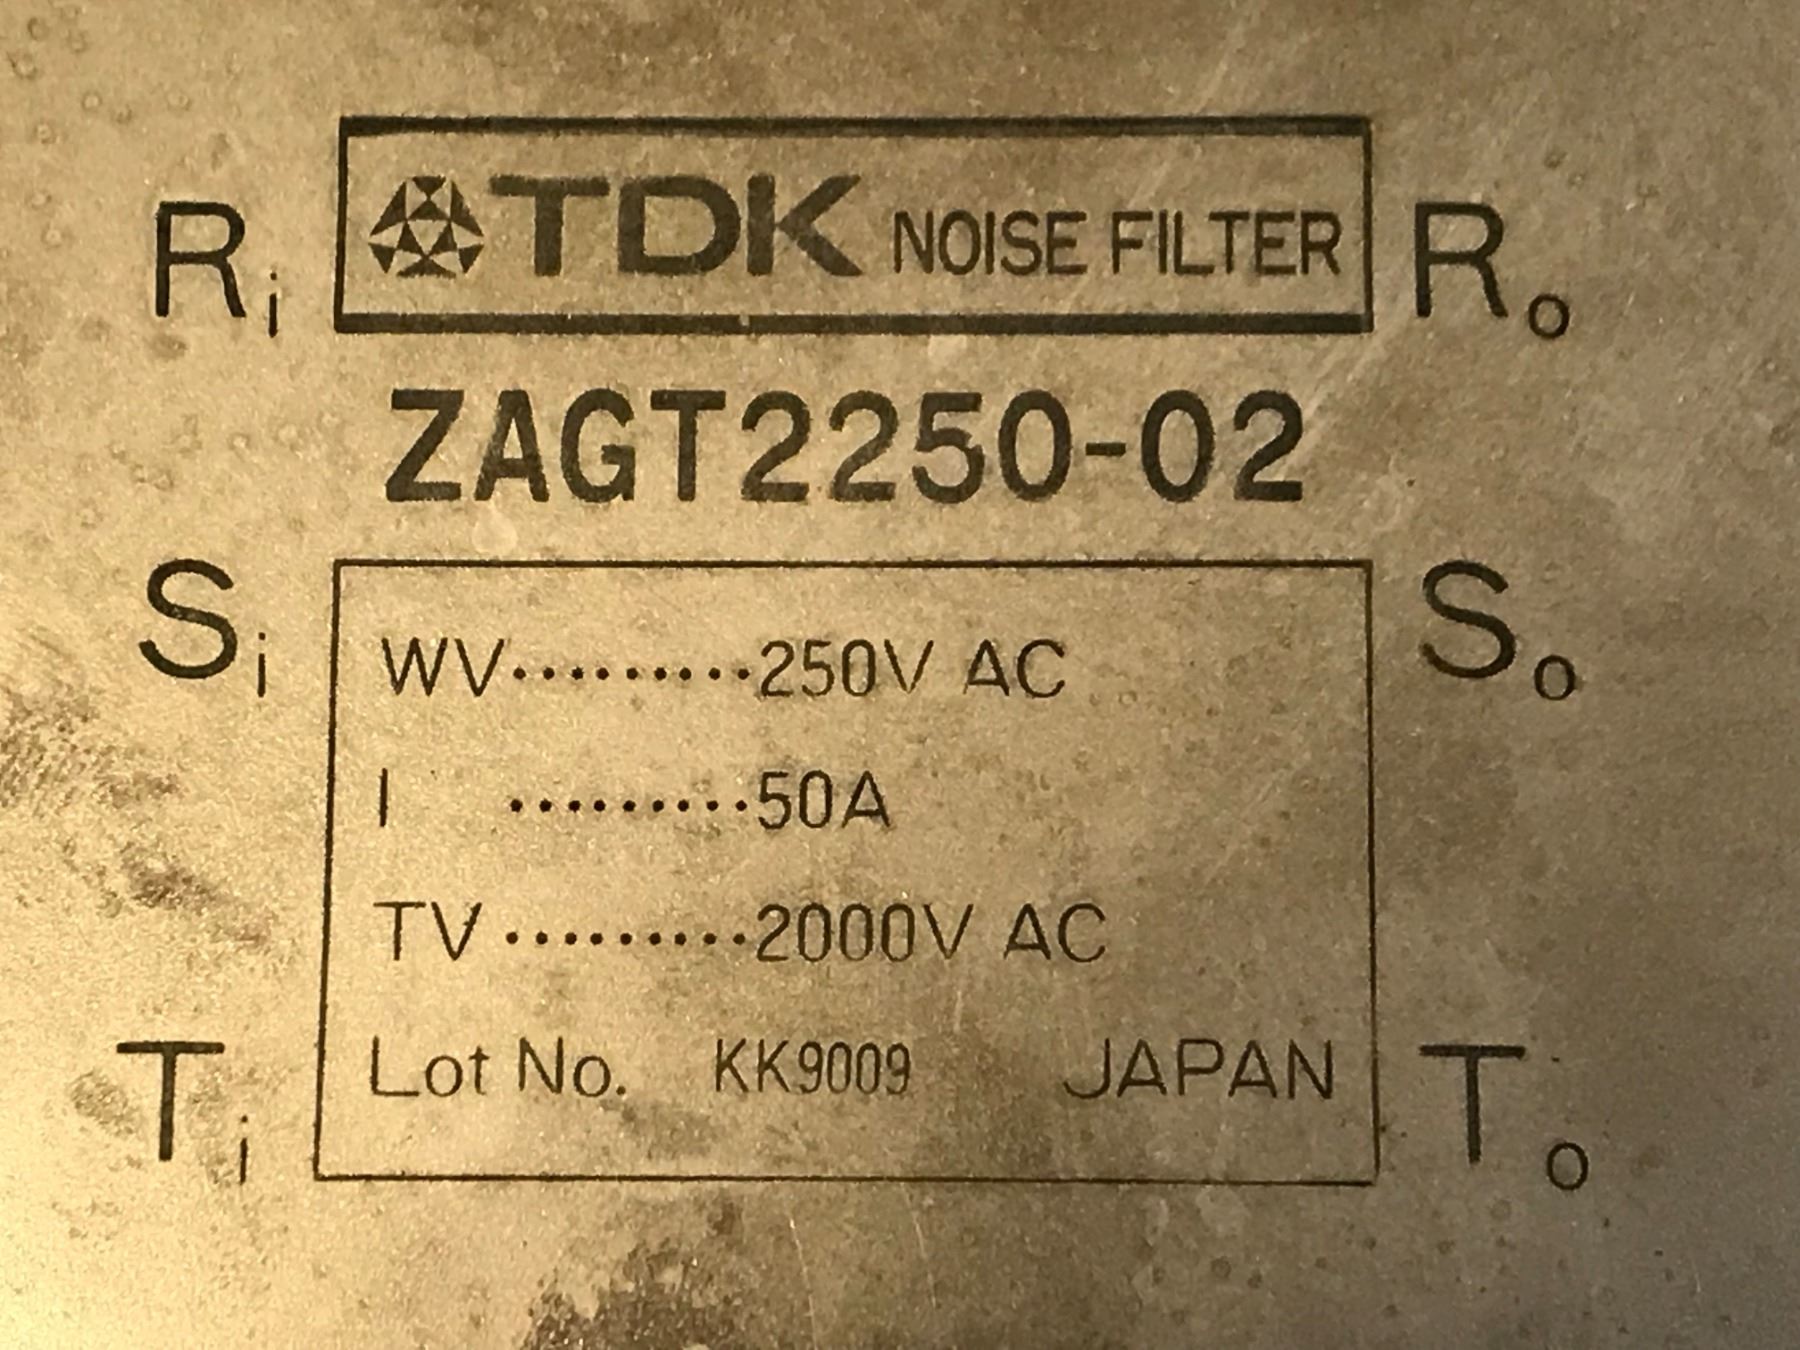 Ri TDK NOISE FILTER Ro
ZAGT2250-02
Si So
WV·········250V AC
I ·········50A
TV·········2000V AC
Lot No. KK9009 JAPAN
Ti To